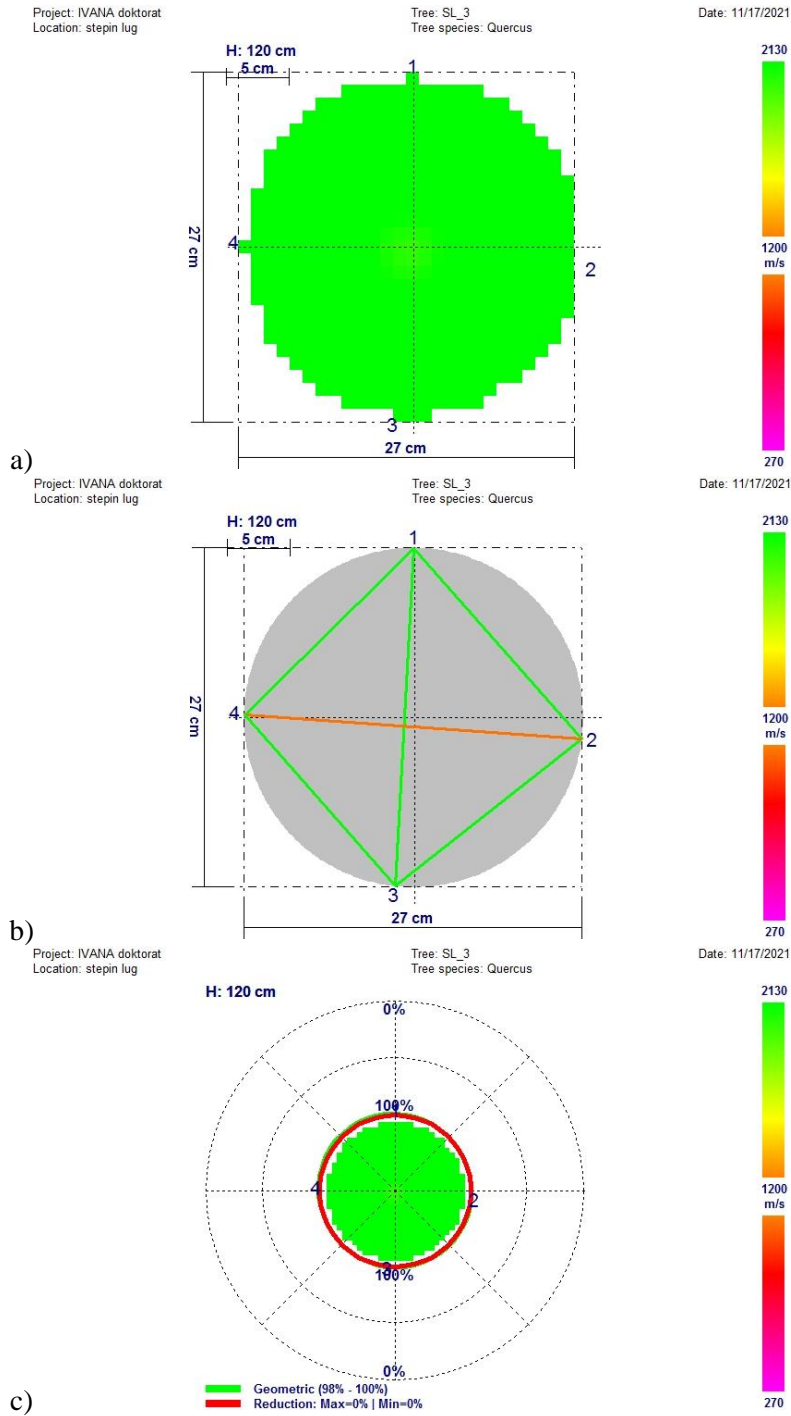 Project: IVANA doktorat Tree: SL_3 Date: 11/17/2021
Location: stepin lug Tree species: Quercus
H: 120 cm
5 cm
1
2130
27 cm
4
2
1200
m/s
3
27 cm
270
a)
Project: IVANA doktorat Tree: SL_3 Date: 11/17/2021
Location: stepin lug Tree species: Quercus
H: 120 cm
5 cm
1
2130
27 cm
4
2
1200
m/s
3
27 cm
270
b)
Project: IVANA doktorat Tree: SL_3 Date: 11/17/2021
Location: stepin lug Tree species: Quercus
H: 120 cm
2130
0%
100%
1
4
2
1200
m/s
3
100%
0%
Geometric (98% - 100%)
Reduction: Max=0% | Min=0%
270
c)